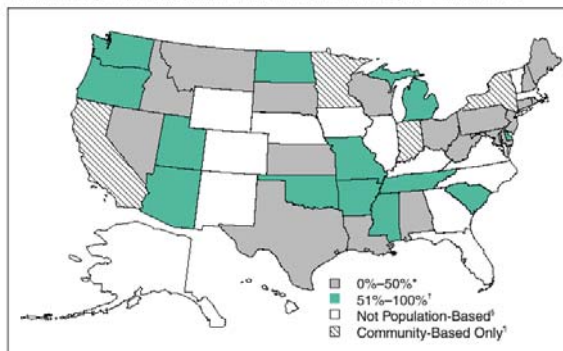 0%–50%*
51%–100%†
Not Population-Based§
Community-Based Only¶